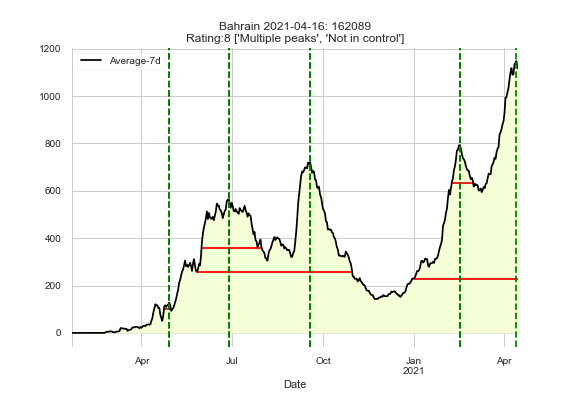 Bahrain 2021-04-16: 162089
Rating:8 ['Multiple peaks', 'Not in control']
Average-7d
1200
1000
800
600
400
200
0
Apr Jul Oct Jan Apr
2021
Date